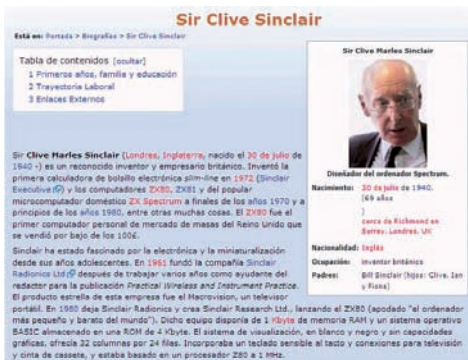 Sir Clive Sinclair
Está en: Portada > Biografías > Sir Clive Sinclair
Tabla de contenidos [ocultar]
1 Primeros años, familia y educación
2 Trayectoria Laboral
3 Enlaces Externos
Sir Clive Marles Sinclair
Diseñador del ordenador Spectrum.
Nacimiento: 30 de julio de 1940.
[69 años
]
cerca de Richmond en
Surrey, Londres, UK
Nacionalidad: Inglés
Ocupación: inventor británico
Padres: Bill Sinclair (hijos: Clive, Ian
y Fiona)
Sir Clive Marles Sinclair (Londres, Inglaterra, nacido el 30 de julio de
1940 -) es un reconocido inventor y empresario británico. Inventó la
primera calculadora de bolsillo electrónica slim-line en 1972 (Sinclair
Executive) y los computadores ZX80, ZX81 y del popular
microcomputador doméstico ZX Spectrum a finales de los años 1970 y a
principios de los años 1980, entre otras muchas cosas. El ZX80 fue el
primer computador personal de mercado de masas del Reino Unido que
se vendió por bajo de los 100£.
Sinclair ha estado fascinado por la electrónica y la miniaturalización
desde sus años adolescentes. En 1961 fundó la compañía Sinclair
Radionics Ltd después de trabajar varios años como ayudante del
redactor para la publicación Practical Wireless and Instrument Practice.
El producto estrella de esta empresa fue el Macrovision, un televisor
portátil. En 1980 deja Sinclair Radionics y crea Sinclair Research Ltd., lanzando el ZX80 (apodado "el ordenador
más pequeño y barato del mundo"). Dicho equipo disponía de 1 Kbyte de memoria RAM y un sistema operativo
BASIC almacenado en una ROM de 4 Kbyte. El sistema de visualización, en blanco y negro y sin capacidades
gráficas, ofrecía 32 columnas por 24 filas. Incorporaba un teclado sensible al tacto y conexiones para televisión
y cinta de cassete, y estaba basado en un procesador Z80 a 1 MHz.